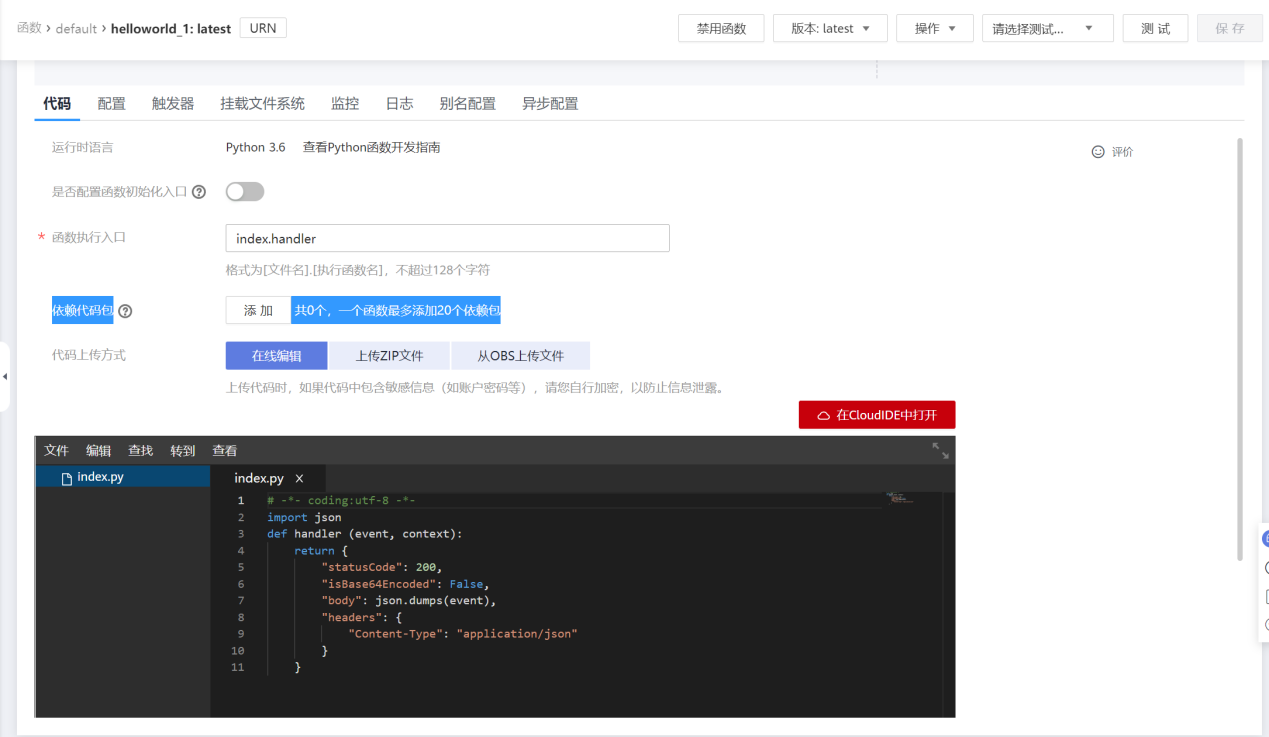 函数 › default › helloworld_1: latest URN 禁用函数 版本: latest 操作 请选择测试... 测 试 保 存
代码 配置 触发器 挂载文件系统 监控 日志 别名配置 异步配置
运行时语言 Python 3.6 查看Python函数开发指南 评价
是否配置函数初始化入口
* 函数执行入口 index.handler
格式为[文件名].[执行函数名]，不超过128个字符
依赖代码包 添 加 共0个，一个函数最多添加20个依赖包
代码上传方式 在线编辑 上传ZIP文件 从OBS上传文件
上传代码时，如果代码中包含敏感信息（如账户密码等），请您自行加密，以防止信息泄露。
在CloudIDE中打开
文件 编辑 查找 转到 查看
index.py index.py ×
1 # -*- coding:utf-8 -*-
2 import json
3 def handler (event, context):
4 return {
5 "statusCode": 200,
6 "isBase64Encoded": False,
7 "body": json.dumps(event),
8 "headers": {
9 "Content-Type": "application/json"
10 }
11 }